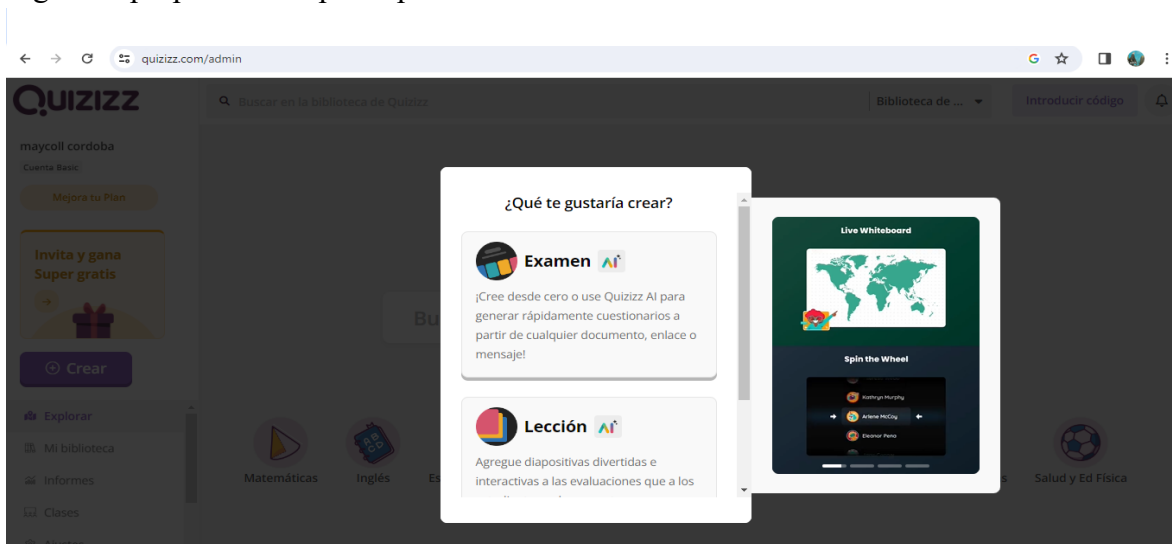 quizizz.com/admin
QUIZIZZ
Buscar en la biblioteca de Quizizz
Biblioteca de ...
Introducir código
maycoll cordoba
Cuenta Basic
Mejora tu Plan
Invita y gana
Super gratis
Crear
Explorar
Mi biblioteca
Informes
Clases
Bu
Matemáticas
Inglés
Es
s
Salud y Ed Física
¿Qué te gustaría crear?
Examen AI
¡Cree desde cero o use Quizizz AI para
generar rápidamente cuestionarios a
partir de cualquier documento, enlace o
mensaje!
Lección AI
Agregue diapositivas divertidas e
interactivas a las evaluaciones que a los
Live Whiteboard
Spin the Wheel
Kathryn Murphy
Arlene McCoy
Eleanor Pena